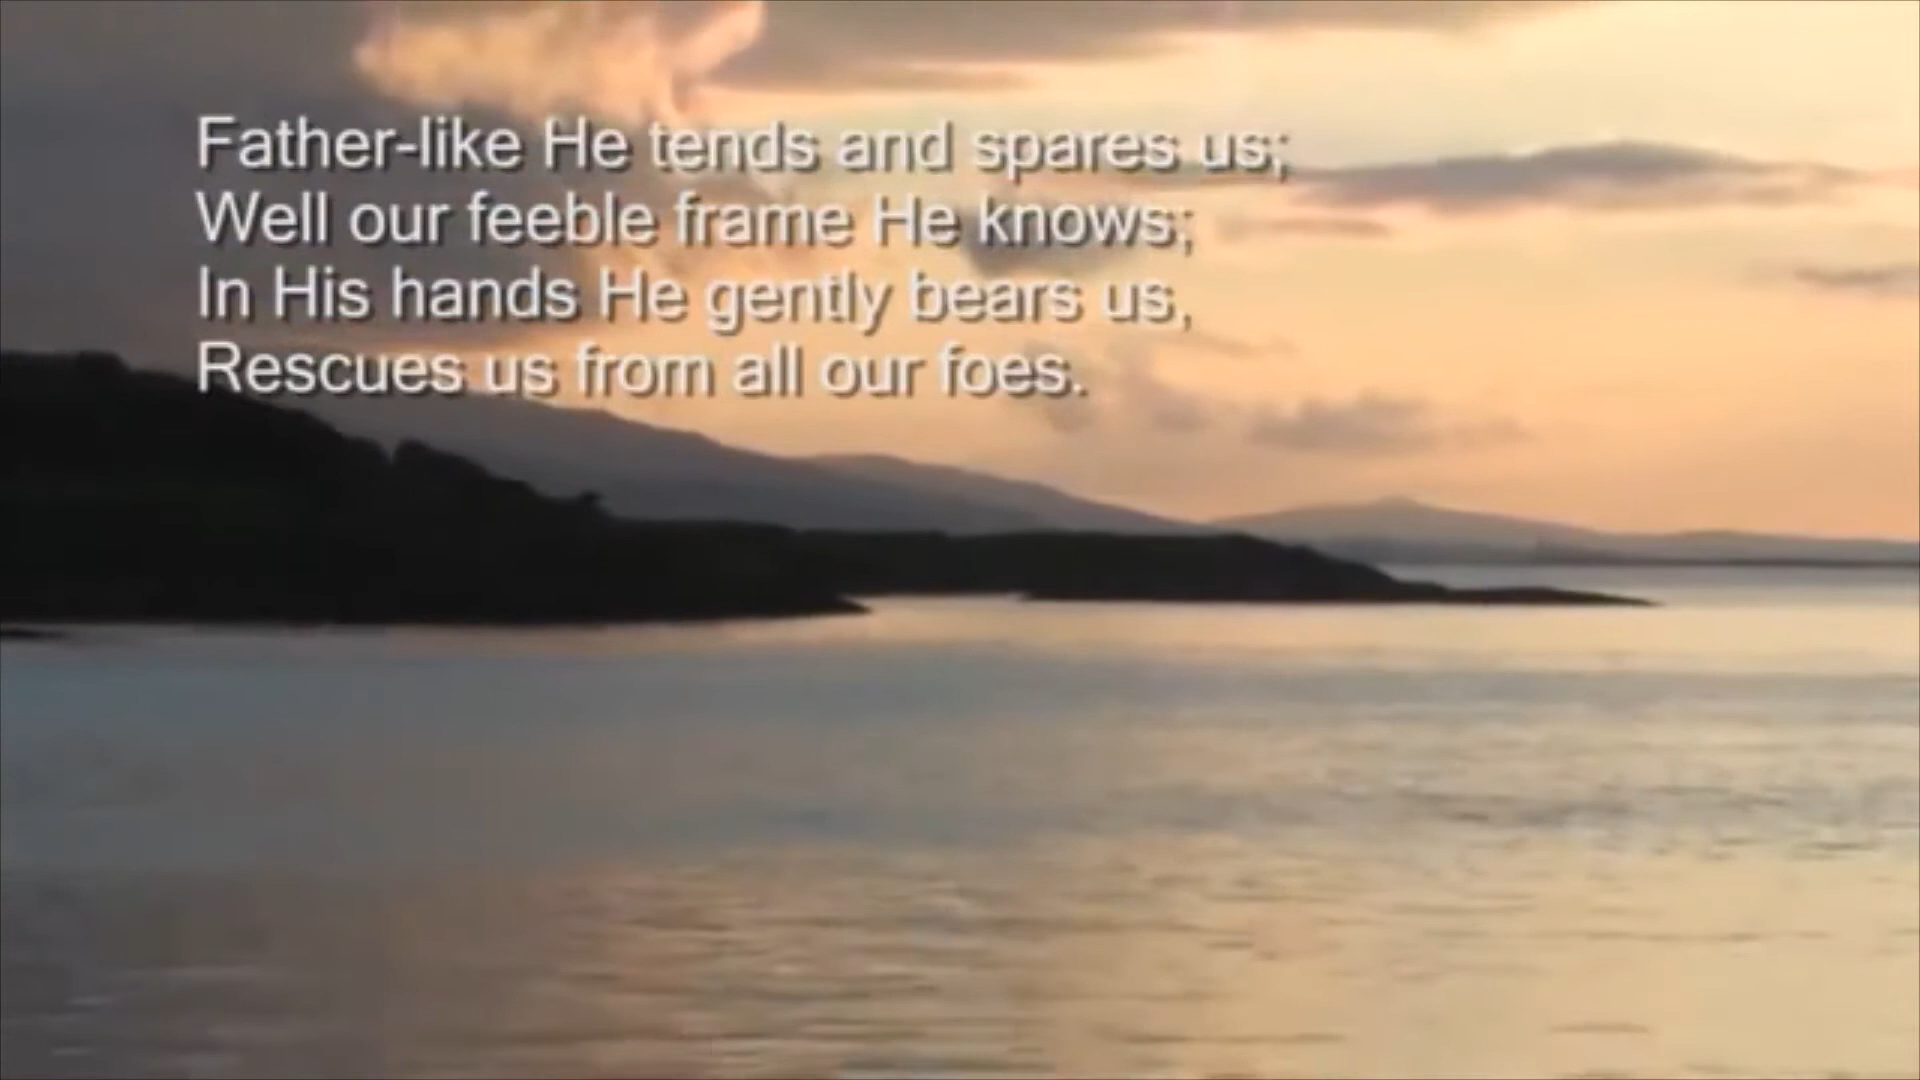 Father-like He tends and spares us;
Well our feeble frame He knows;
In His hands He gently bears us,
Rescues us from all our foes.